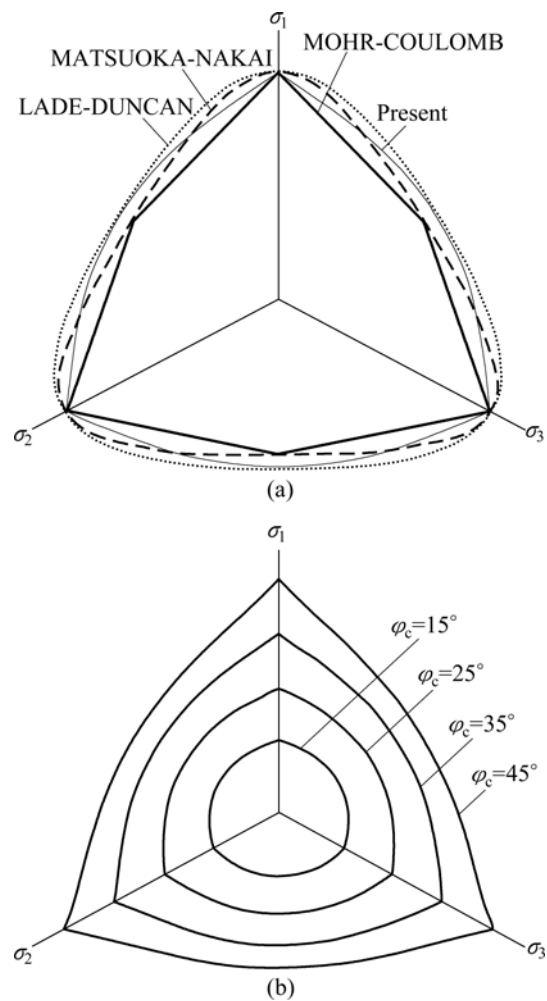 σ1
MATSUOKA-NAKAI
MOHR-COULOMB
LADE-DUNCAN
Present
σ2
σ3
(a)
σ1
φc=15°
φc=25°
φc=35°
φc=45°
σ2
σ3
(b)